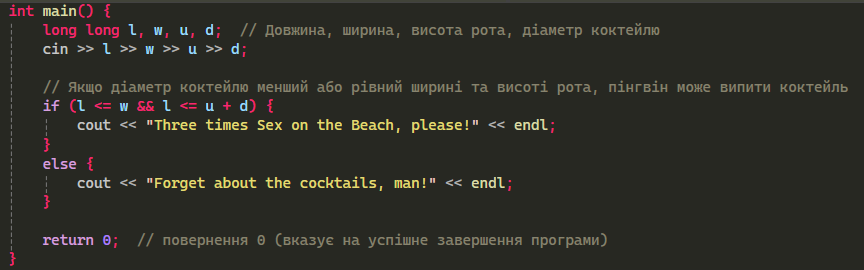 int main() {
long long l, w, u, d;  // Довжина, ширина, висота рота, діаметр коктейлю
cin >> l >> w >> u >> d;
// Якщо діаметр коктейлю менший або рівний ширині та висоті рота, пінгвін може випити коктейль
if (l <= w && l <= u + d) {
cout << "Three times Sex on the Beach, please!" << endl;
}
else {
cout << "Forget about the cocktails, man!" << endl;
}
return 0;  // повернення 0 (вказує на успішне завершення програми)
}